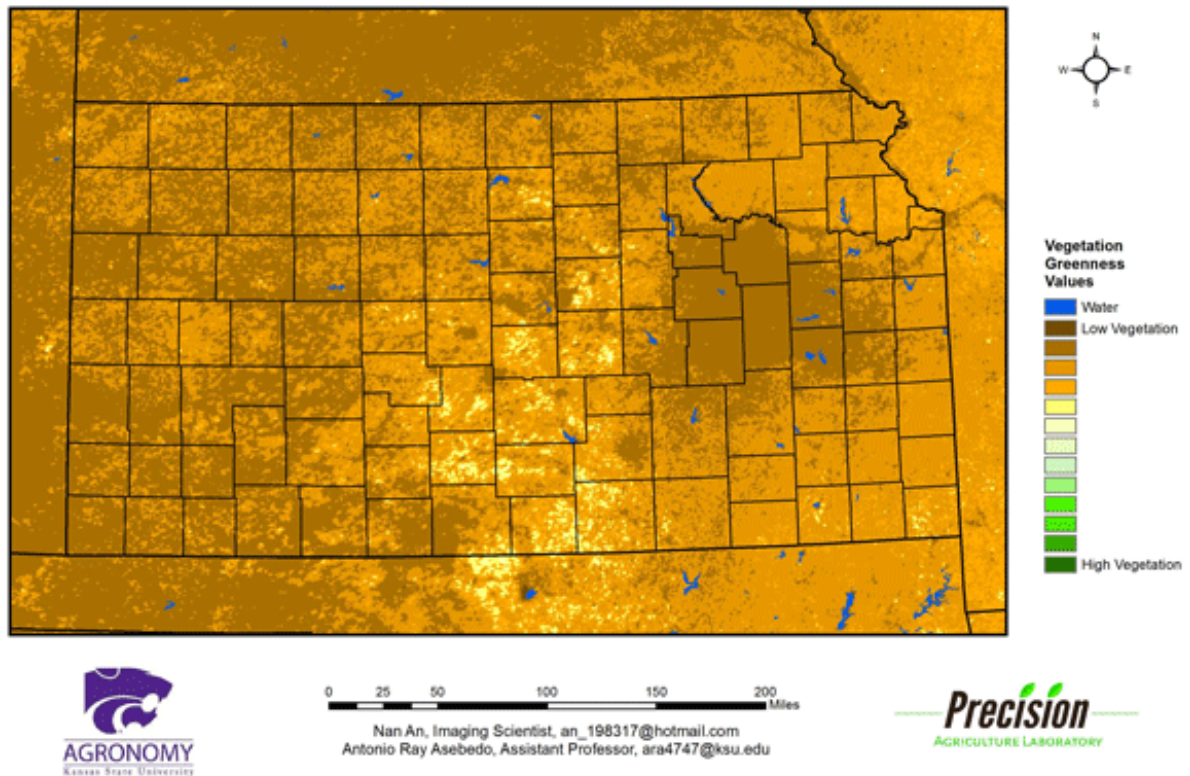 N
W E
S
Vegetation
Greenness
Values
Water
Low Vegetation
High Vegetation
AGRONOMY
Kansas State University
0 25 50 100 150 200
Miles
Nan An, Imaging Scientist, an_198317@hotmail.com
Antonio Ray Asebedo, Assistant Professor, ara4747@ksu.edu
Precision
AGRICULTURE LABORATORY